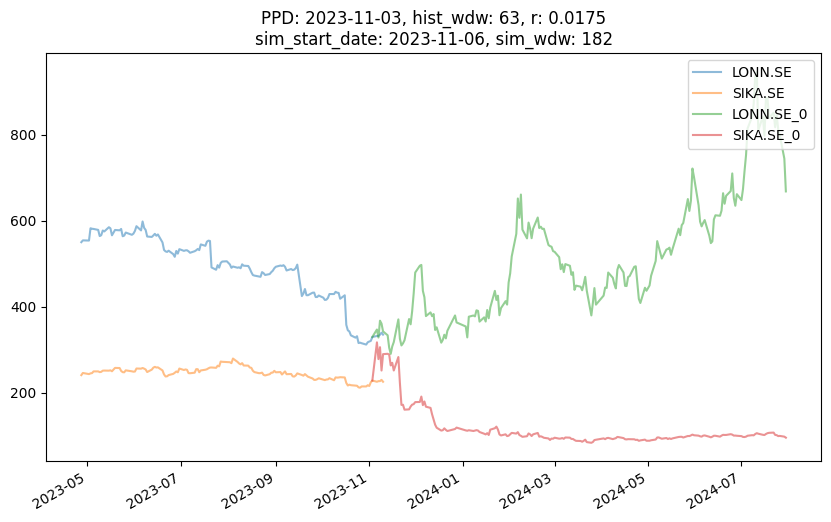 PPD: 2023-11-03, hist_wdw: 63, r: 0.0175
sim_start_date: 2023-11-06, sim_wdw: 182
LONN.SE
SIKA.SE
LONN.SE_0
SIKA.SE_0
800
600
400
200
2023-05
2023-07
2023-09
2023-11
2024-01
2024-03
2024-05
2024-07